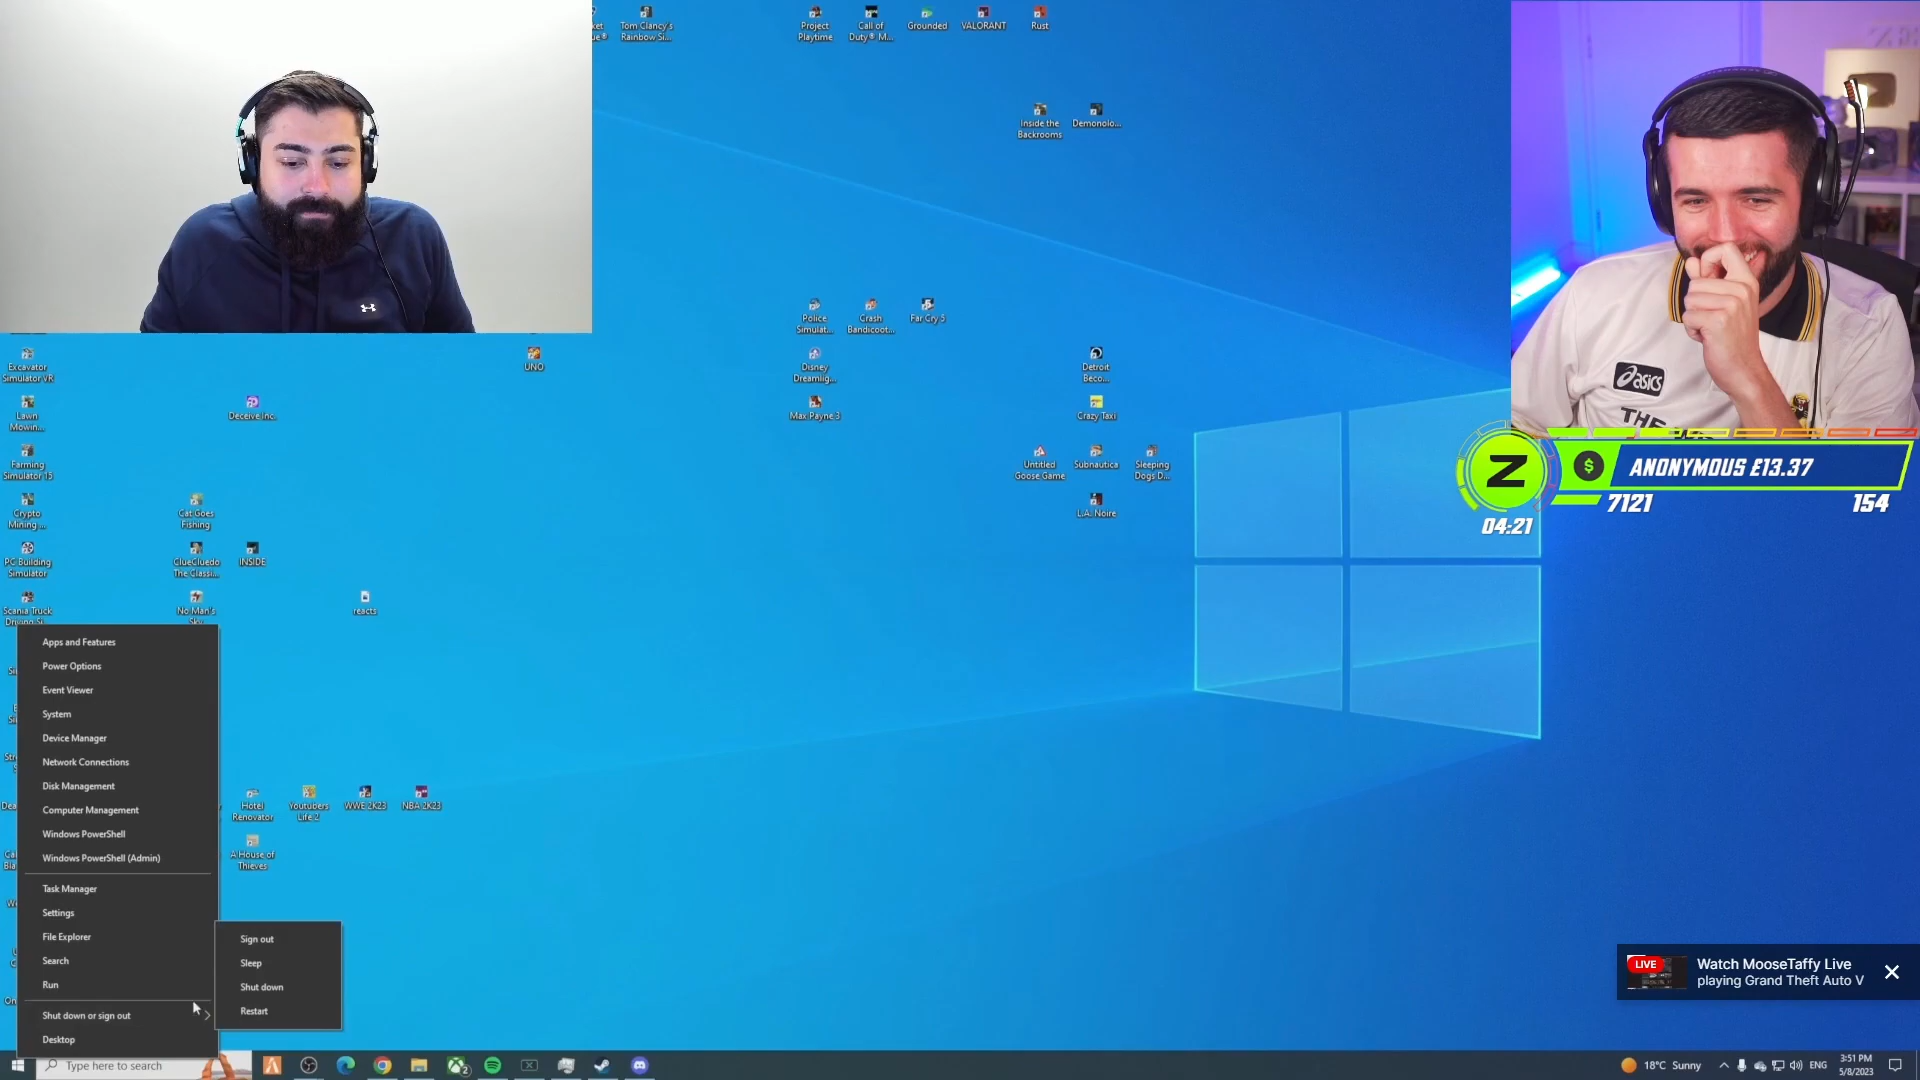 Tom Clancy's
Rainbow Si...
Project
Playtime
Call of
Duty® M...
Grounded
VALORANT
Rust
Inside the
Backrooms
Demonolo...
Police
Simulat...
Crash
Bandicoot...
Far Cry 5
Excavator
Simulator VR
UNO
Disney
Dreamlig...
Detroit
Beco...
Lawn
Mowin...
Deceive Inc.
Max Payne 3
Crazy Taxi
asics
THE
Farming
Simulator 15
Untitled
Goose Game
Subnautica
Sleeping
Dogs D...
Z
$
ANONYMOUS £13.37
7121
154
04:21
Crypto
Mining ...
Cat Goes
Fishing
L.A. Noire
PC Building
Simulator
ClueCluedo
The Classi...
INSIDE
Scania Truck
Driving Si...
No Man's
Sky
reacts
Apps and Features
Power Options
Event Viewer
System
Device Manager
Network Connections
Disk Management
Computer Management
Windows PowerShell
Windows PowerShell (Admin)
Task Manager
Settings
File Explorer
Search
Run
Shut down or sign out
Desktop
Hotel
Renovator
Youtubers
Life 2
WWE 2K23
NBA 2K23
A House of
Thieves
Sign out
Sleep
Shut down
Restart
LIVE
Watch MooseTaffy Live
playing Grand Theft Auto V
Type here to search
2
18°C Sunny
ENG
3:51 PM
5/8/2023